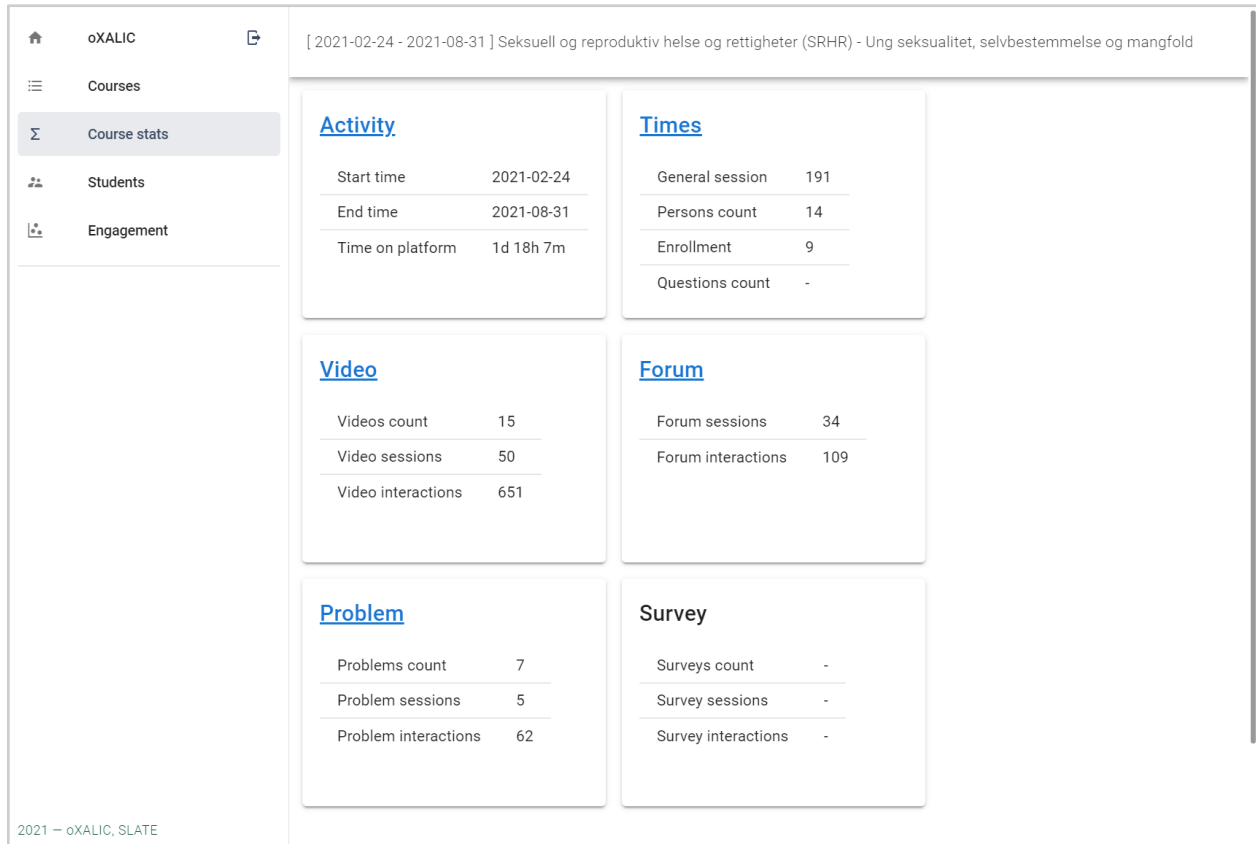 oXALIC
Courses
Course stats
Students
Engagement
2021 — oXALIC, SLATE
[ 2021-02-24 - 2021-08-31 ] Seksuell og reproduktiv helse og rettigheter (SRHR) - Ung seksualitet, selvbestemmelse og mangfold
Activity
Start time 2021-02-24
End time 2021-08-31
Time on platform 1d 18h 7m
Times
General session 191
Persons count 14
Enrollment 9
Questions count -
Video
Videos count 15
Video sessions 50
Video interactions 651
Forum
Forum sessions 34
Forum interactions 109
Problem
Problems count 7
Problem sessions 5
Problem interactions 62
Survey
Surveys count -
Survey sessions -
Survey interactions -